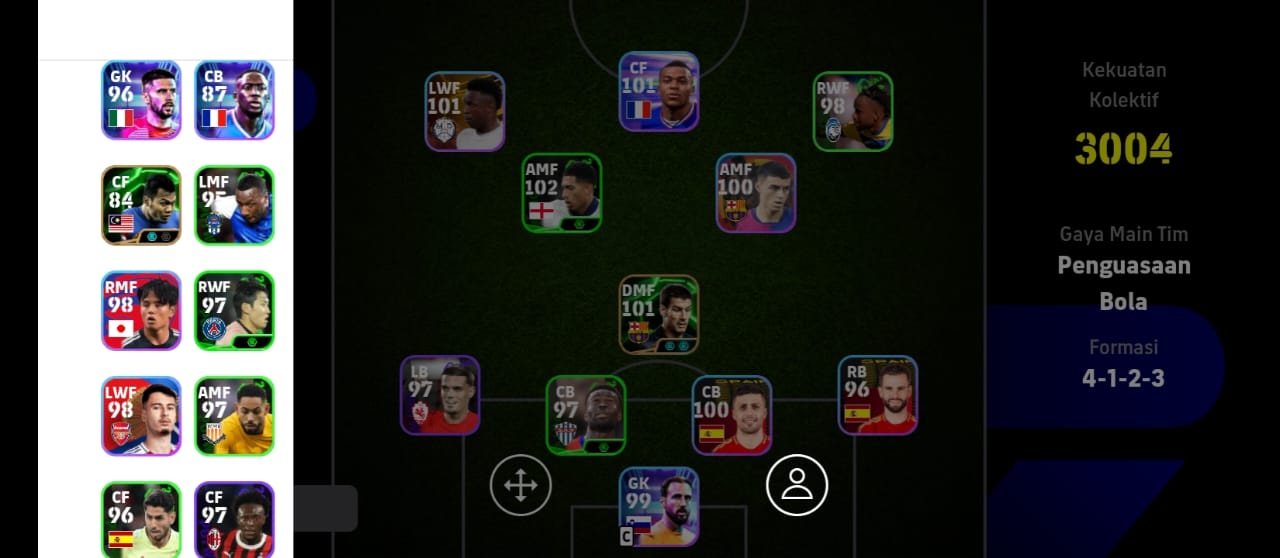 GK
96
CB
87
CF
84
LMF
95
RMF
98
RWF
97
LWF
98
AMF
97
CF
96
CF
97
CF
101
LWF
101
RWF
98
AMF
102
AMF
100
DMF
101
LB
97
CB
97
CB
100
RB
96
GK
99
C
Kekuatan
Kolektif
3004
Gaya Main Tim
Penguasaan
Bola
Formasi
4-1-2-3